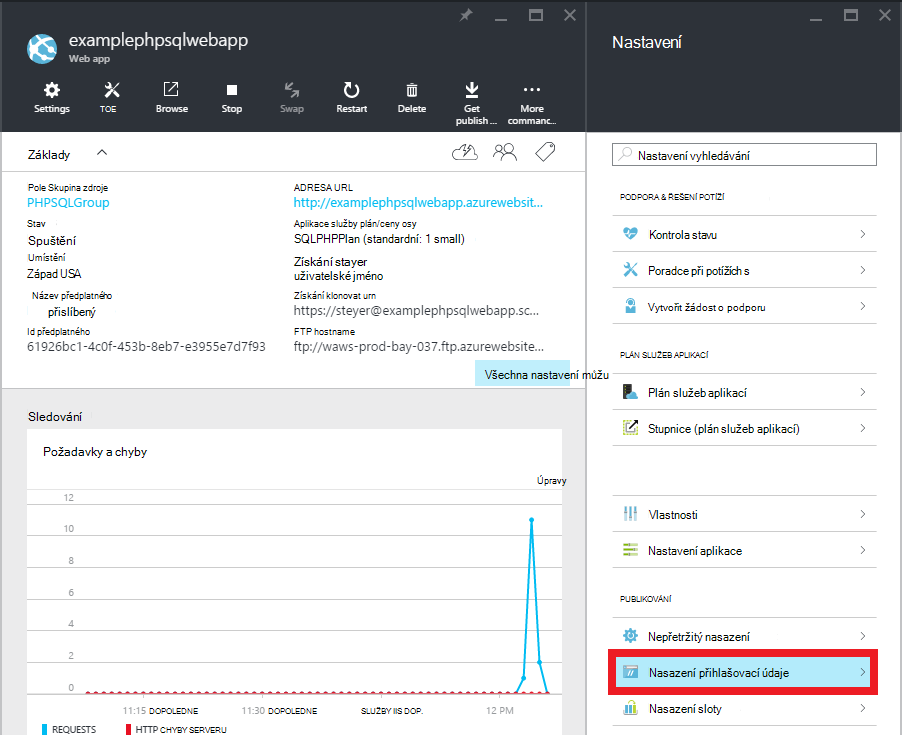 examplephpsqlwebapp
Web app
Settings
TOE
Browse
Stop
Swap
Restart
Delete
Get publish ...
More commanc...
Základy
Pole Skupina zdroje
PHPSQLGroup
Stav
Spuštění
Umístění
Západ USA
Název předplatného
přislíbený
Id předplatného
61926bc1-4c0f-453b-8eb7-e3955e7d7f93
ADRESA URL
http://examplephpsqlwebapp.azurewebsit...
Aplikace služby plán/ceny osy
SQLPHPPlan (standardní: 1 small)
Získání stayer
uživatelské jméno
Získání klonovat urn
https://steyer@examplephpsqlwebapp.sc...
FTP hostname
ftp://waws-prod-bay-037.ftp.azurewebsite...
Všechna nastavení můžu
Sledování
Požadavky a chyby
Úpravy
12
10
8
6
4
2
0
11:15 DOPOLEDNE
11:30 DOPOLEDNE
SLUŽBY IIS DOP.
12 PM
REQUESTS
HTTP CHYBY SERVERU
Nastavení
Nastavení vyhledávání
PODPORA & ŘEŠENÍ POTÍŽÍ
Kontrola stavu
Poradce při potížích s
Vytvořit žádost o podporu
PLÁN SLUŽEB APLIKACÍ
Plán služeb aplikací
Stupnice (plán služeb aplikací)
Vlastnosti
Nastavení aplikace
PUBLIKOVÁNÍ
Nepřetržitý nasazení
Nasazení přihlašovací údaje
Nasazení sloty